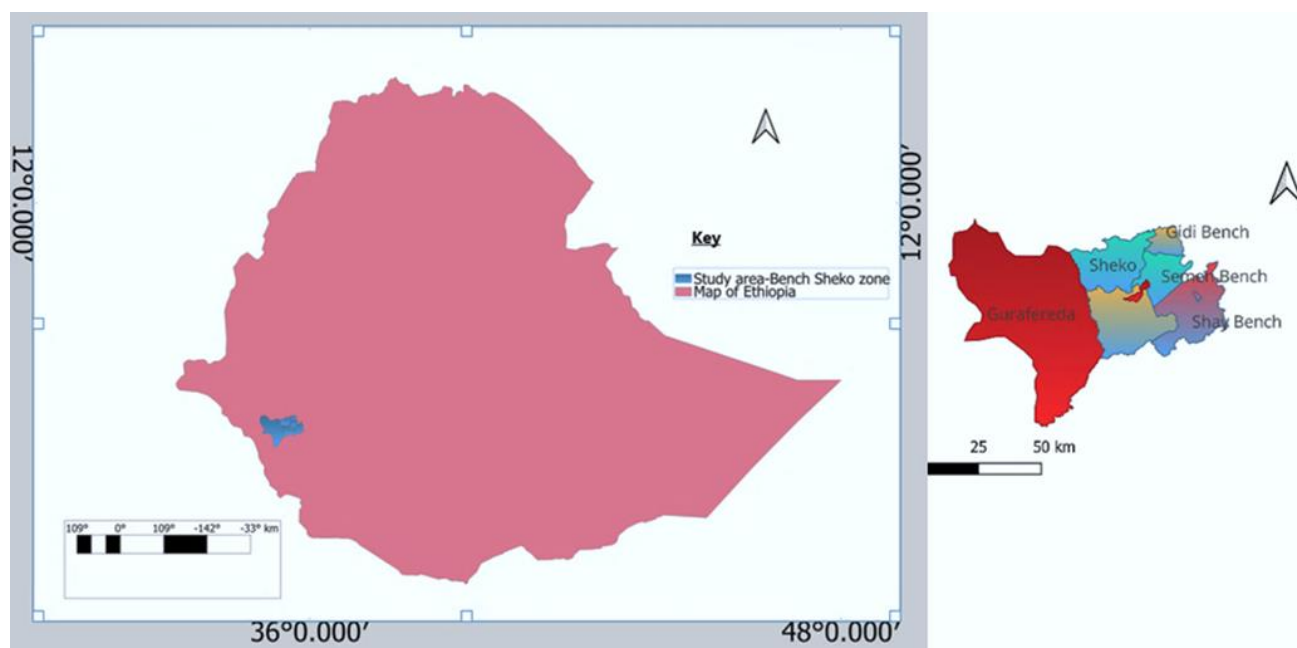 12°0.000′
12°0.000′
Key
Study area-Bench Sheko zone
Map of Ethiopia
109° 0° 109° -142° -33° km
36°0.000′ 48°0.000′
Gidi Bench
Sheko
Semen Bench
Gurafereda
Shay Bench
25 50 km